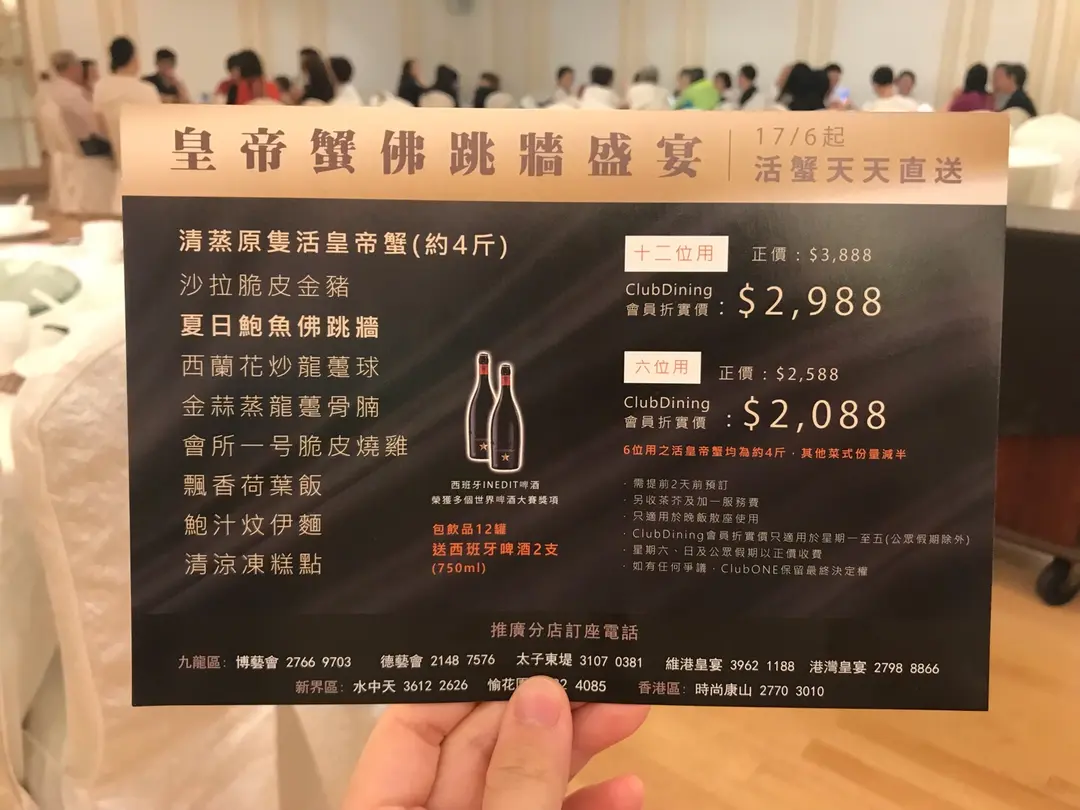 皇帝蟹佛跳牆盛宴
17/6起
活蟹天天直送
清蒸原隻活皇帝蟹(約4斤)
沙拉脆皮金豬
夏日鮑魚佛跳牆
西蘭花炒龍躉球
金蒜蒸龍躉骨腩
會所一号脆皮燒雞
飄香荷葉飯
鮑汁炆伊麵
清涼凍糕點
西班牙INEDIT啤酒
榮獲多個世界啤酒大賽獎項
包飲品12罐
送西班牙啤酒2支
(750ml)
十二位用 正價：$3,888
ClubDining
會員折實價：$2,988
六位用 正價：$2,588
ClubDining
會員折實價：$2,088
6位用之活皇帝蟹均為約4斤，其他菜式份量減半
· 需提前2天前預訂
· 另收茶芥及加一服務費
· 只適用於晚飯散座使用
· ClubDining會員折實價只適用於星期一至五(公眾假期除外)
· 星期六、日及公眾假期以正價收費
· 如有任何爭議，ClubONE保留最終決定權
推廣分店訂座電話
九龍區: 博藝會 2766 9703 德藝會 2148 7576 太子東堤 3107 0381 維港皇宴 3962 1188 港灣皇宴 2798 8866
新界區: 水中天 3612 2626 愉花 2 4085 香港區: 時尚康山 2770 3010